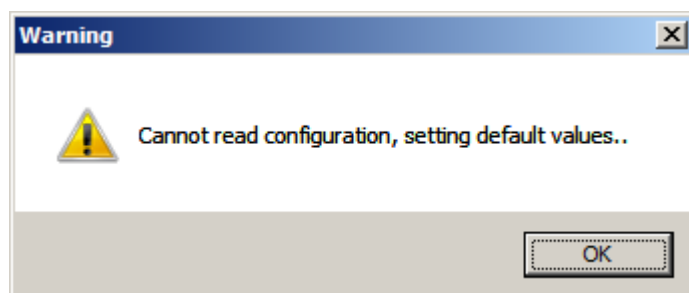 Warning
Cannot read configuration, setting default values..
OK